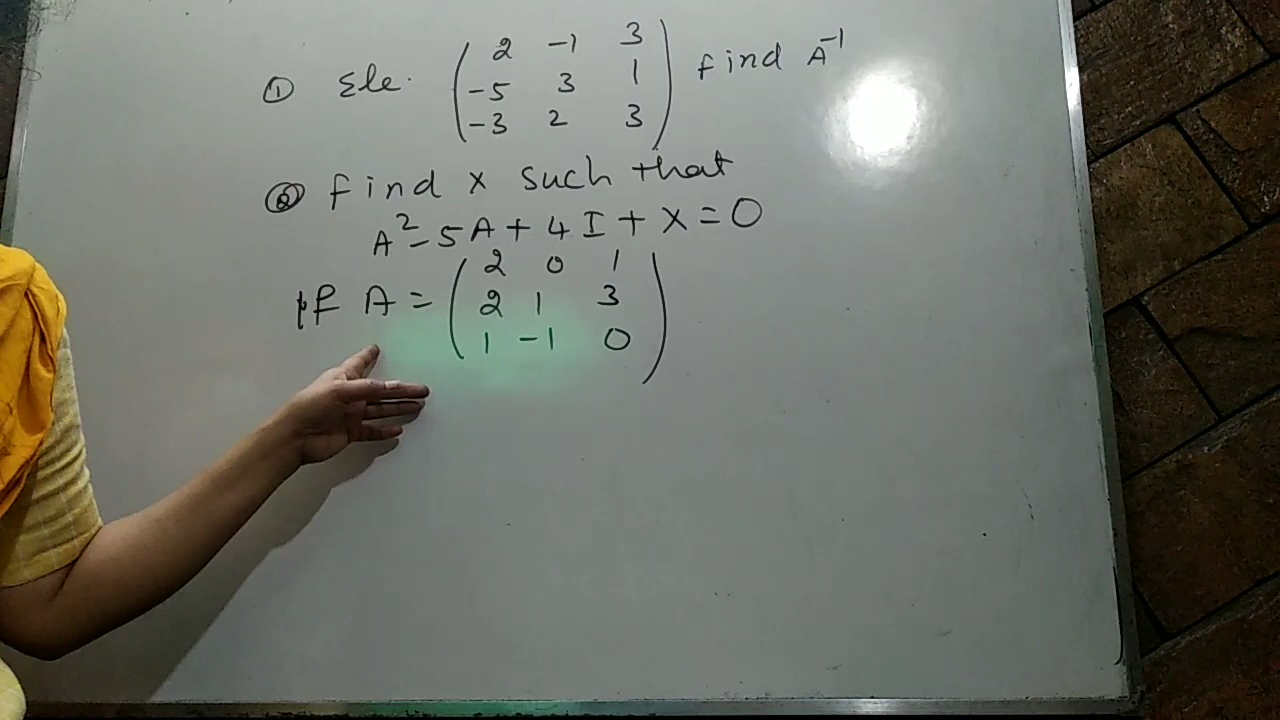 ① Ele. ( 2 -1 3 ) find A⁻¹
-5 3 1
-3 2 3
② find x such that
A² - 5A + 4I + X = 0
If A = ( 2 0 1 )
2 1 3
1 -1 0